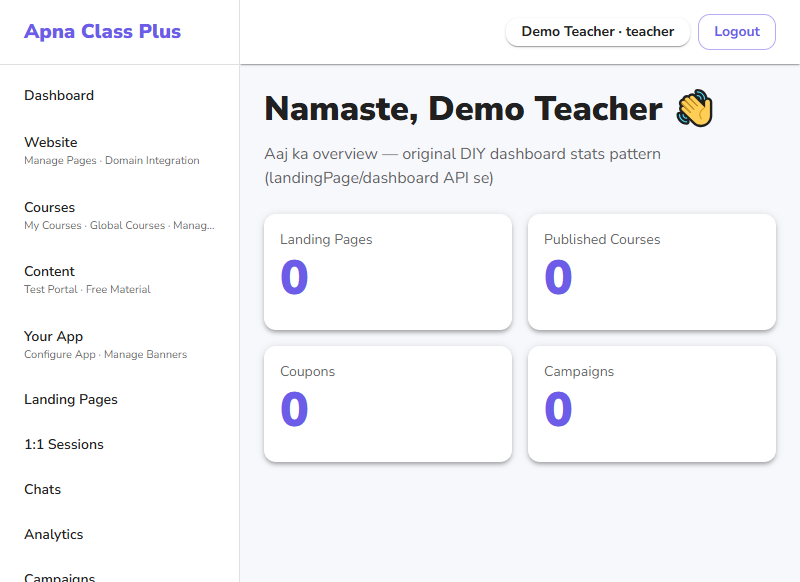 Apna Class Plus
Demo Teacher · teacher
Logout
Dashboard
Website
Manage Pages · Domain Integration
Courses
My Courses · Global Courses · Manag...
Content
Test Portal · Free Material
Your App
Configure App · Manage Banners
Landing Pages
1:1 Sessions
Chats
Analytics
Campaigns
Namaste, Demo Teacher 👋
Aaj ka overview — original DIY dashboard stats pattern
(landingPage/dashboard API se)
Landing Pages
0
Published Courses
0
Coupons
0
Campaigns
0